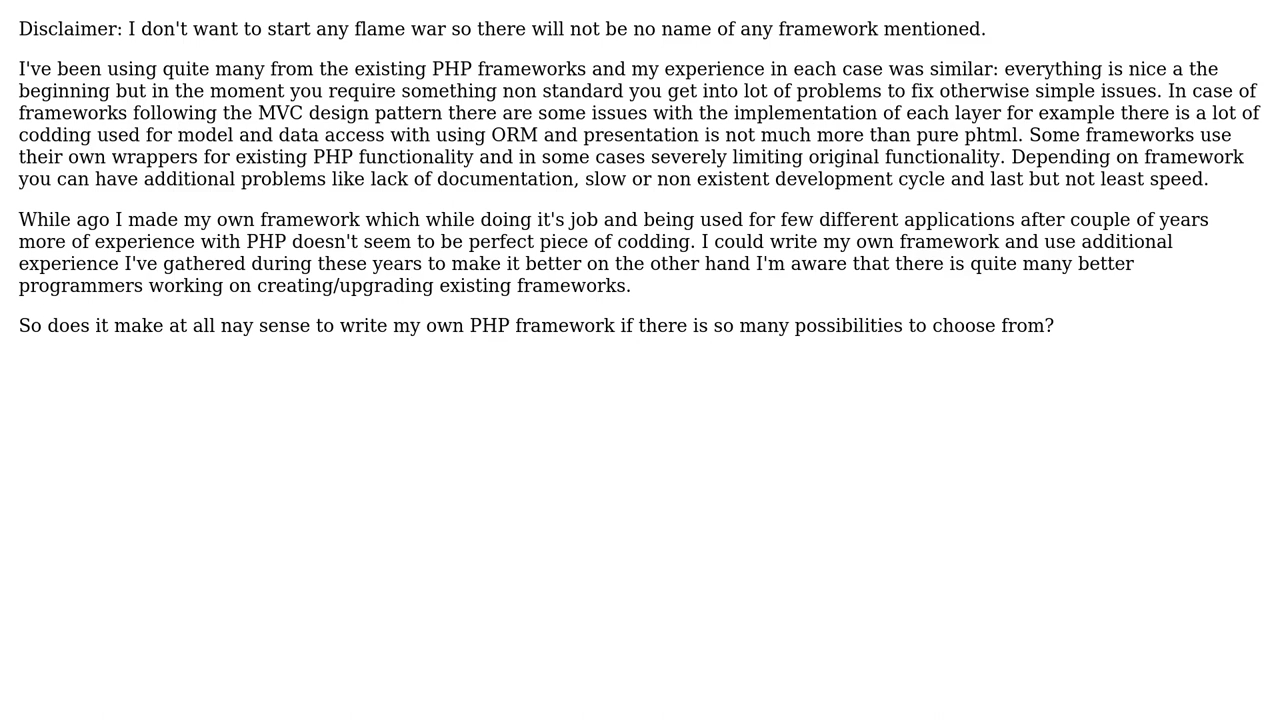 Disclaimer: I don't want to start any flame war so there will not be no name of any framework mentioned.
I've been using quite many from the existing PHP frameworks and my experience in each case was similar: everything is nice a the
beginning but in the moment you require something non standard you get into lot of problems to fix otherwise simple issues. In case of
frameworks following the MVC design pattern there are some issues with the implementation of each layer for example there is a lot of
codding used for model and data access with using ORM and presentation is not much more than pure phtml. Some frameworks use
their own wrappers for existing PHP functionality and in some cases severely limiting original functionality. Depending on framework
you can have additional problems like lack of documentation, slow or non existent development cycle and last but not least speed.
While ago I made my own framework which while doing it's job and being used for few different applications after couple of years
more of experience with PHP doesn't seem to be perfect piece of codding. I could write my own framework and use additional
experience I've gathered during these years to make it better on the other hand I'm aware that there is quite many better
programmers working on creating/upgrading existing frameworks.
So does it make at all nay sense to write my own PHP framework if there is so many possibilities to choose from?